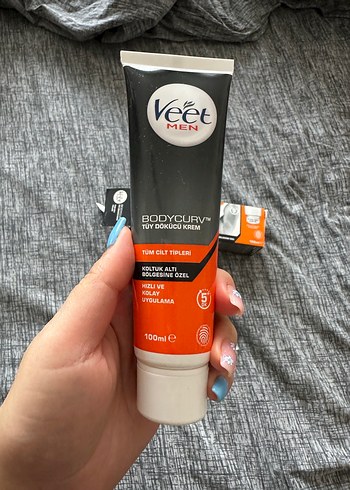 Veet
MEN
BODYCURV™
TÜY DÖKÜCÜ KREM
TÜM CİLT TİPLERİ
KOLTUK ALTI
BÖLGESİNE ÖZEL
HIZLI VE
KOLAY
UYGULAMA
5
100ml ℮